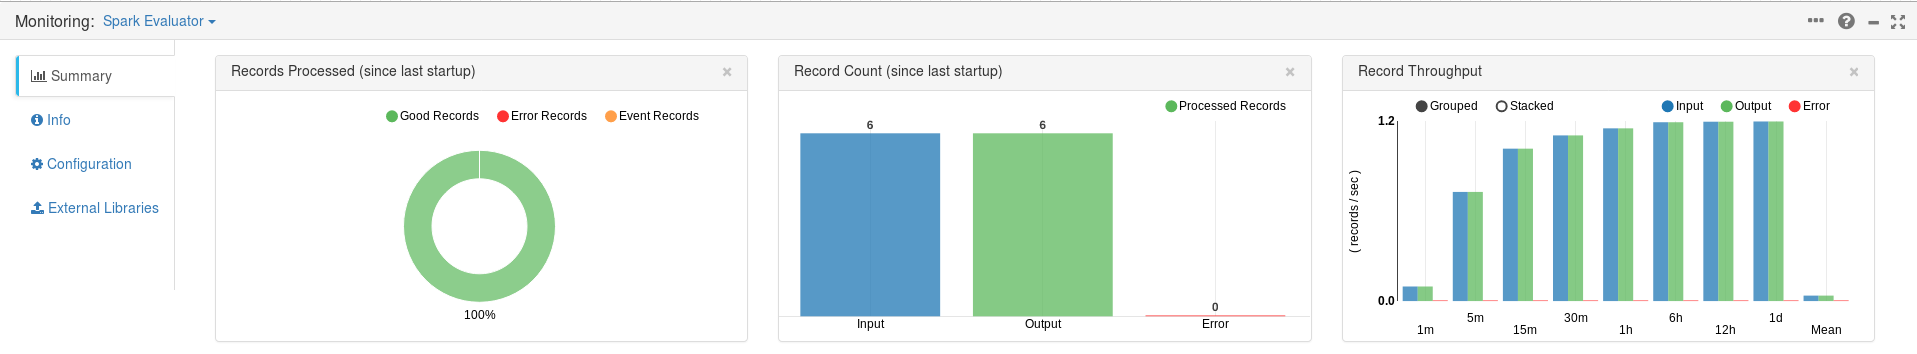 Monitoring: Spark Evaluator
Summary
Info
Configuration
External Libraries
Records Processed (since last startup) ×
Good Records Error Records Event Records
100%
Record Count (since last startup) ×
Processed Records
6 6 0
Input Output Error
Record Throughput ×
Grouped Stacked Input Output Error
1.2
( records / sec )
0.0
5m 30m 6h 1d
1m 15m 1h 12h Mean